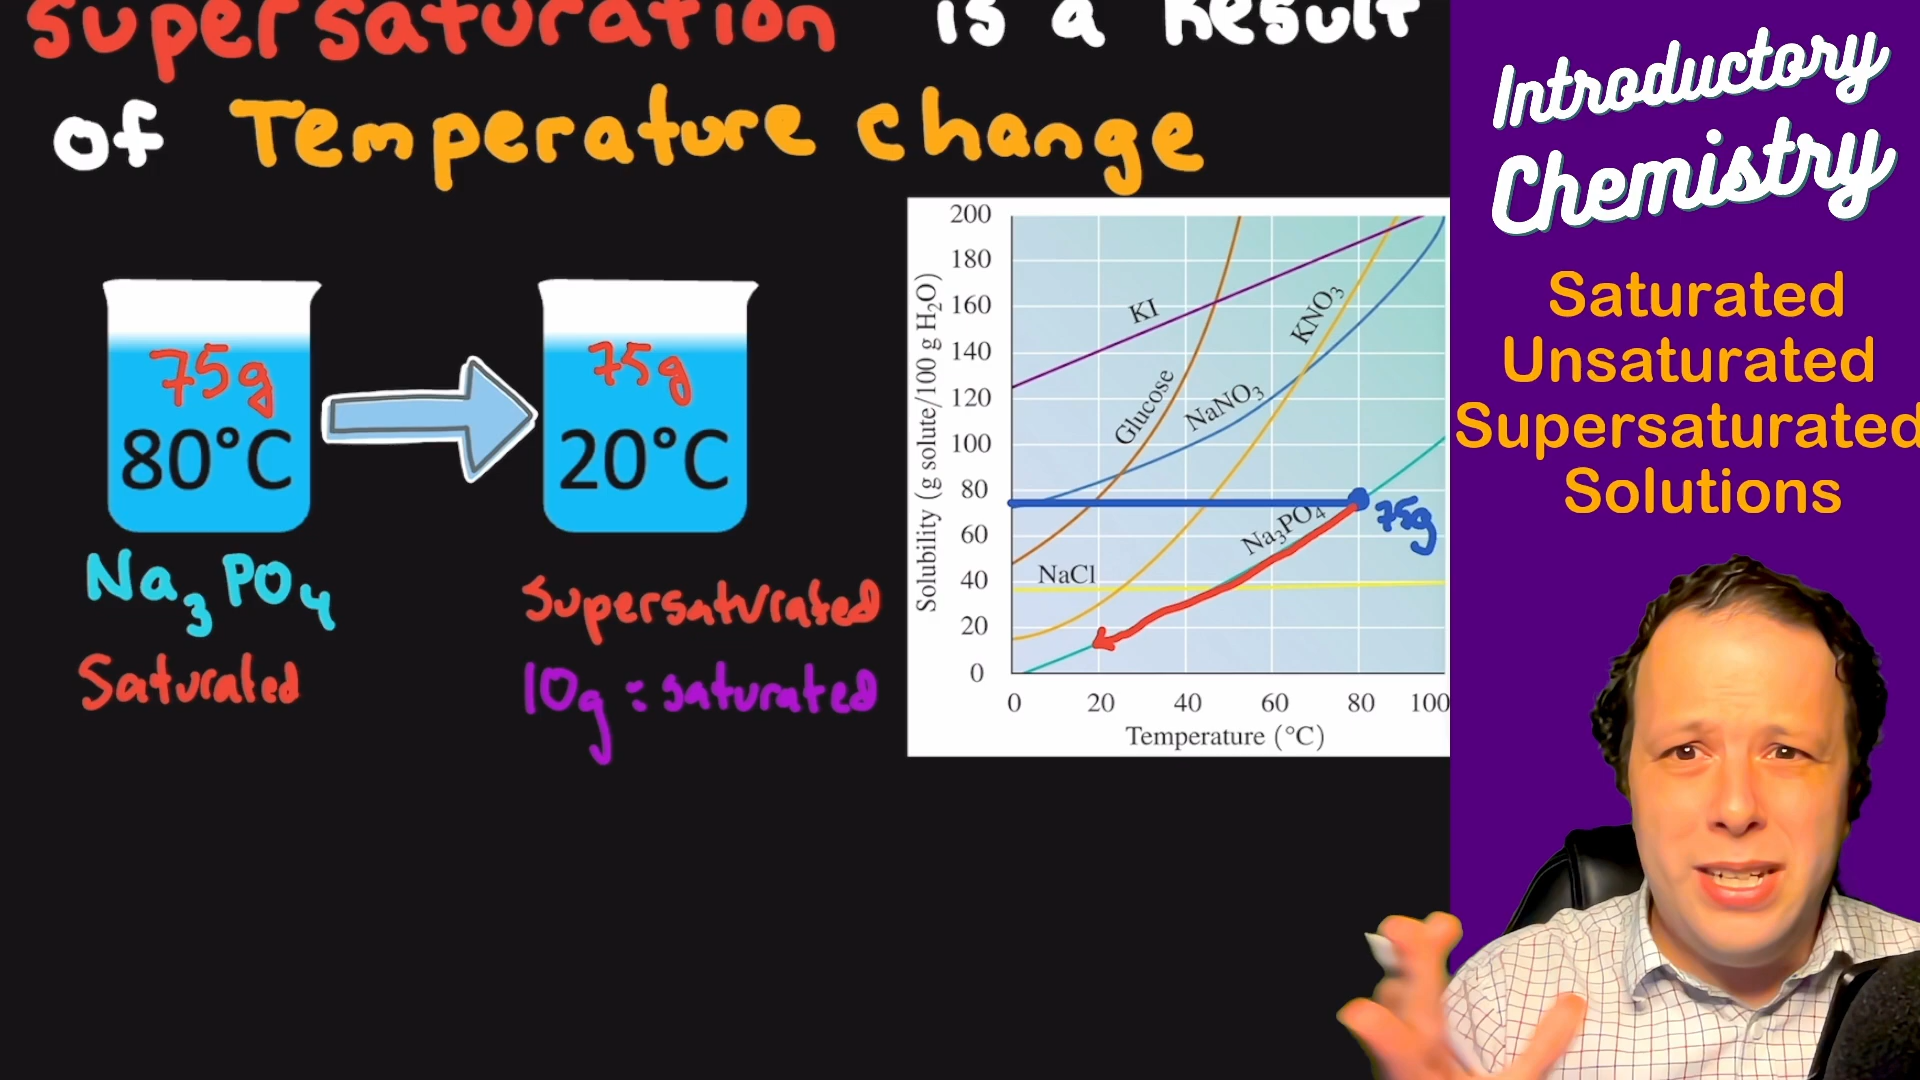 supersaturation is a Result
of Temperature change
75g
80°C
75g
20°C
Na3PO4
Saturated
Supersaturated
10g = saturated
Solubility (g solute/100 g H2O)
200
180
160
140
120
100
80
60
40
20
0
KI
Glucose
KNO3
NaNO3
Na3PO4
NaCl
75g
0 20 40 60 80 100
Temperature (°C)
Introductory
Chemistry
Saturated
Unsaturated
Supersaturated
Solutions